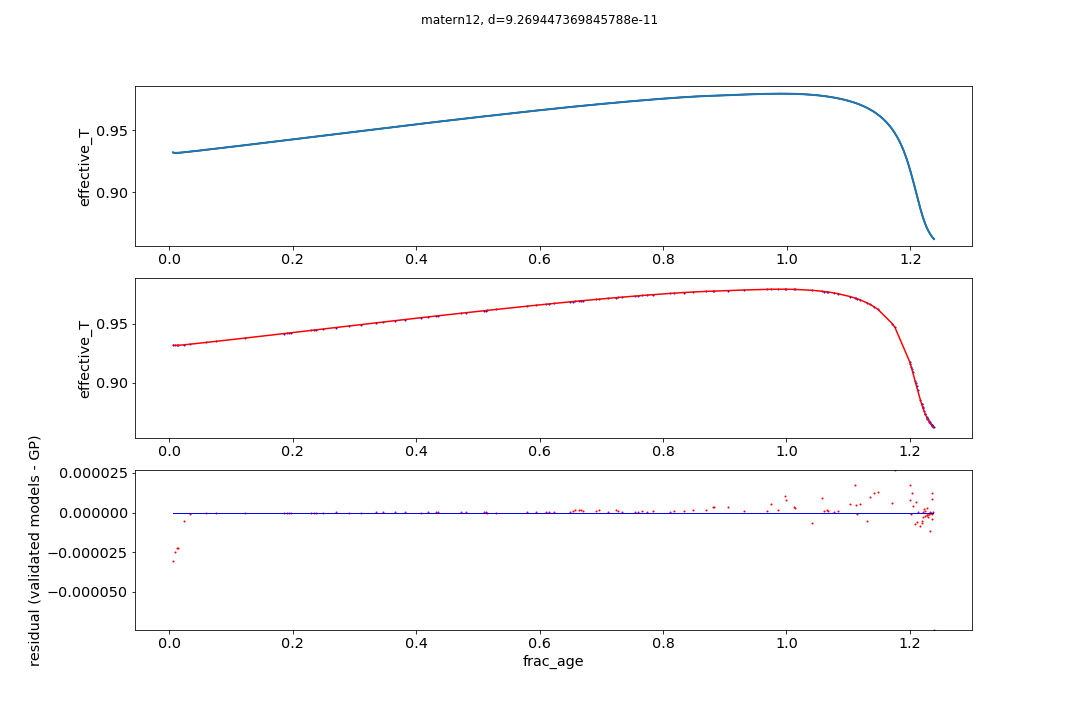 matern12, d=9.269447369845788e-11
effective_T
0.95
0.90
0.0 0.2 0.4 0.6 0.8 1.0 1.2
effective_T
0.95
0.90
0.0 0.2 0.4 0.6 0.8 1.0 1.2
residual (validated models - GP)
0.000025
0.000000
−0.000025
−0.000050
0.0 0.2 0.4 0.6 0.8 1.0 1.2
frac_age